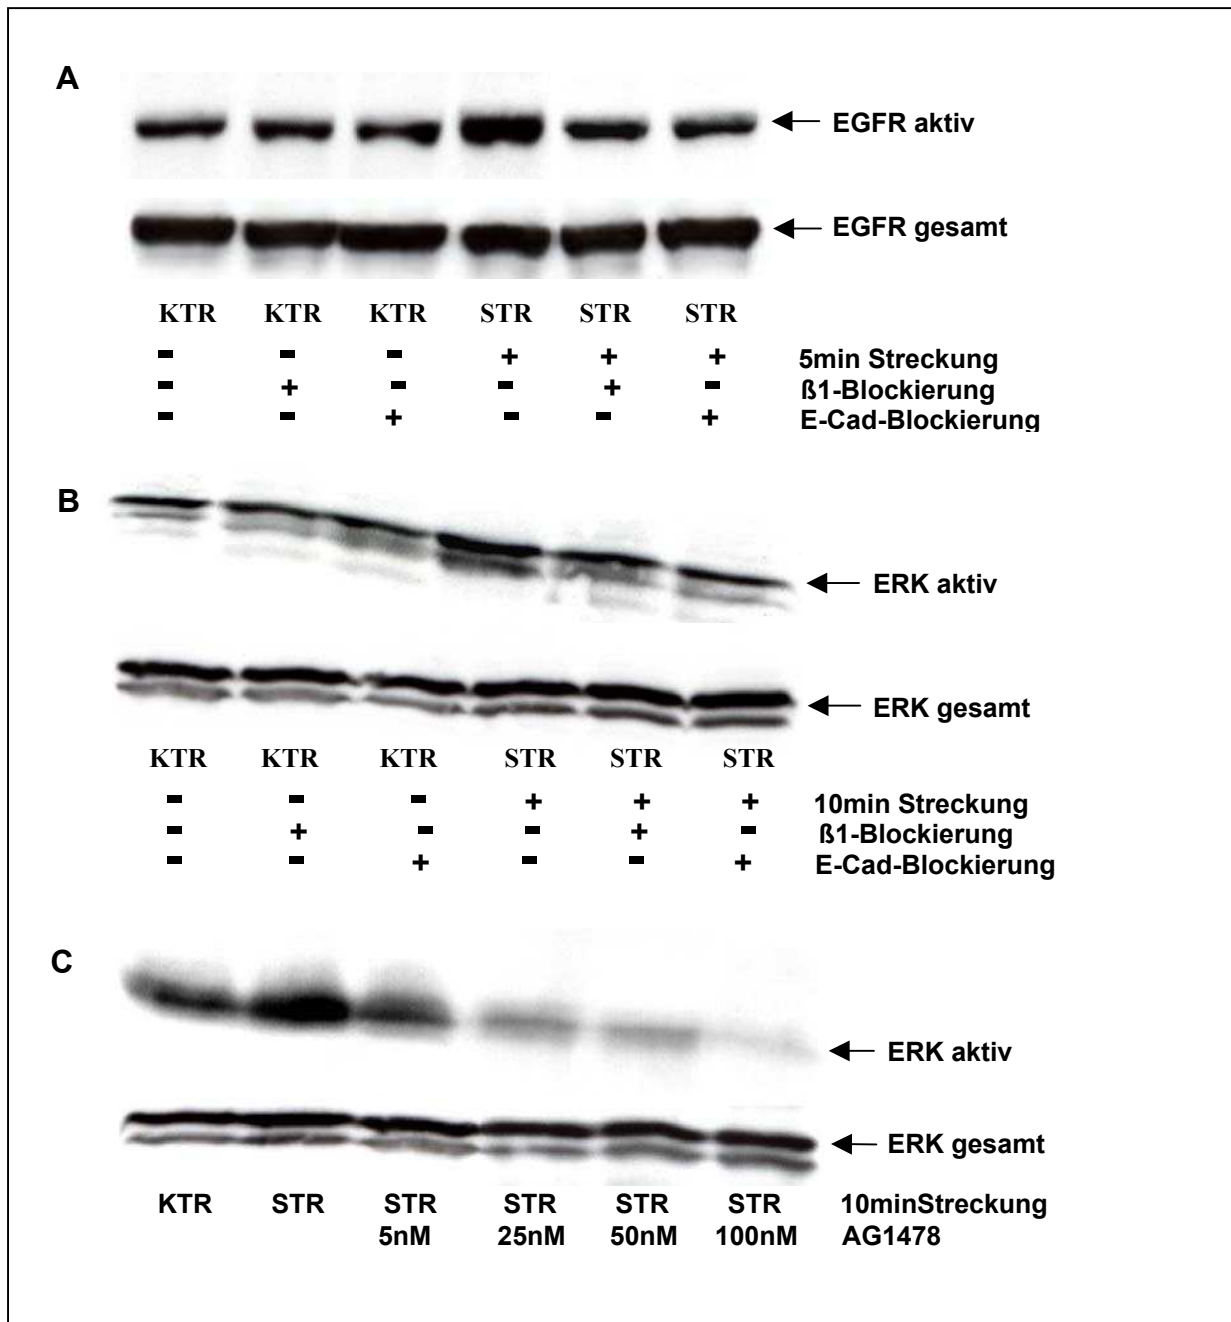 A
EGFR aktiv
EGFR gesamt
KTR KTR KTR STR STR STR
- - - + + + 5min Streckung
- + - - + - ß1-Blockierung
- - + - - + E-Cad-Blockierung
B
ERK aktiv
ERK gesamt
KTR KTR KTR STR STR STR
- - - + + + 10min Streckung
- + - - + - ß1-Blockierung
- - + - - + E-Cad-Blockierung
C
ERK aktiv
ERK gesamt
KTR STR STR STR STR STR 10minStreckung
5nM 25nM 50nM 100nM AG1478